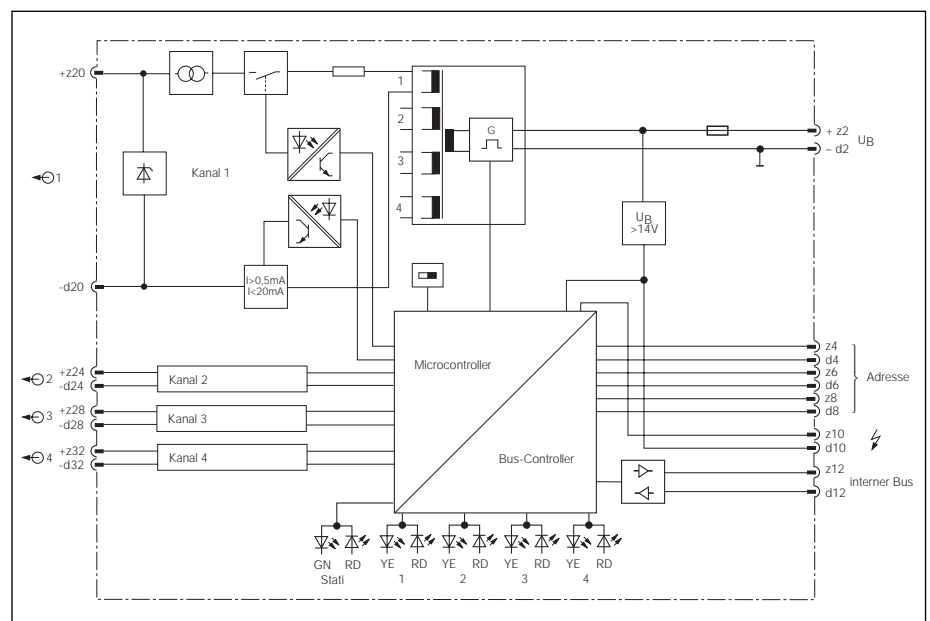 +z20
1
2
3
4
G
+ z2
– d2
UB
Kanal 1
1
UB
>14V
-d20
I>0,5mA
I<20mA
Microcontroller
Bus-Controller
z4
d4
z6
d6
z8
d8
Adresse
2 +z24
-d24
Kanal 2
3 +z28
-d28
Kanal 3
4 +z32
-d32
Kanal 4
z10
d10
z12
d12
interner Bus
GN RD YE RD YE RD YE RD YE RD
Stati 1 2 3 4